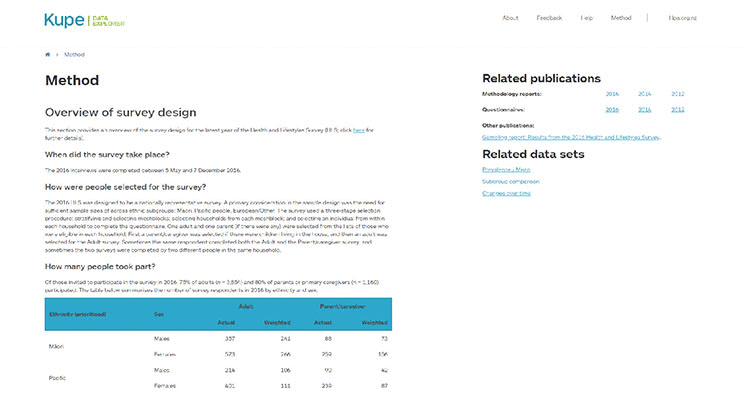 Kupe DATA EXPLORER
About Feedback Help Method hpa.org.nz
Method
Method
Overview of survey design
This section provides an overview of the survey design for the latest year of the Health and Lifestyles Survey (HLS; click here for
further details).
When did the survey take place?
The 2016 interviews were completed between 5 May and 7 December 2016.
How were people selected for the survey?
The 2016 HLS was designed to be a nationally representative survey. A primary consideration in the sample design was the need for
sufficient sample sizes of across ethnic subgroups: Māori, Pacific people, European/Other. The survey used a three-stage selection
procedure: stratifying and selecting meshblocks; selecting households from each meshblock; and selecting an individual from within
each household to complete the questionnaire. One adult and one parent (if there were any) were selected from the lists of those who
were eligible in each household. First, a parent/caregiver was selected if there were children living in the house, and then an adult was
selected for the Adult survey. Sometimes the same respondent completed both the Adult and the Parent/caregiver survey, and
sometimes the two surveys were completed by two different people in the same household.
How many people took part?
Of those invited to participate in the survey in 2016, 75% of adults (n = 3,854) and 80% of parents or primary caregivers (n = 1,160)
participated. The table below summarises the number of survey respondents in 2016 by ethnicity and sex.
Ethnicity (prioritised) Sex Adult Parent/caregiver
Actual Weighted Actual Weighted
Māori Males 357 241 88 73
Females 573 266 259 156
Pacific Males 214 106 90 42
Females 401 111 239 87
Related publications
Methodology reports: 2016 2014 2012
Questionnaires: 2016 2014 2012
Other publications:
Gambling report: Results from the 2016 Health and Lifestyles Survey.
Related data sets
Prevalence / Mean
Subgroup comparison
Changes over time